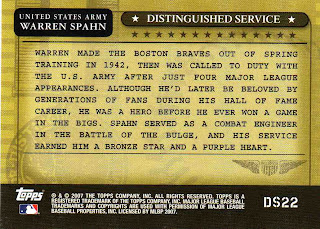 UNITED STATES ARMY
WARREN SPAHN
DISTINGUISHED SERVICE
WARREN MADE THE BOSTON BRAVES OUT OF SPRING
TRAINING IN 1942, THEN WAS CALLED TO DUTY WITH
THE U.S. ARMY AFTER JUST FOUR MAJOR LEAGUE
APPEARANCES. ALTHOUGH HE'D LATER BE BELOVED BY
GENERATIONS OF FANS DURING HIS HALL OF FAME
CAREER, HE WAS A HERO BEFORE HE EVER WON A GAME
IN THE BIGS. SPAHN SERVED AS A COMBAT ENGINEER
IN THE BATTLE OF THE BULGE, AND HIS SERVICE
EARNED HIM A BRONZE STAR AND A PURPLE HEART.
Topps
® & © 2007 THE TOPPS COMPANY, INC. ALL RIGHTS RESERVED. TOPPS IS A
REGISTERED TRADEMARK OF THE TOPPS COMPANY, INC. MAJOR LEAGUE
BASEBALL TRADEMARKS AND COPYRIGHTS ARE USED WITH PERMISSION OF MAJOR LEAGUE
BASEBALL PROPERTIES, INC. LICENSED BY MLBP 2007.
DS22